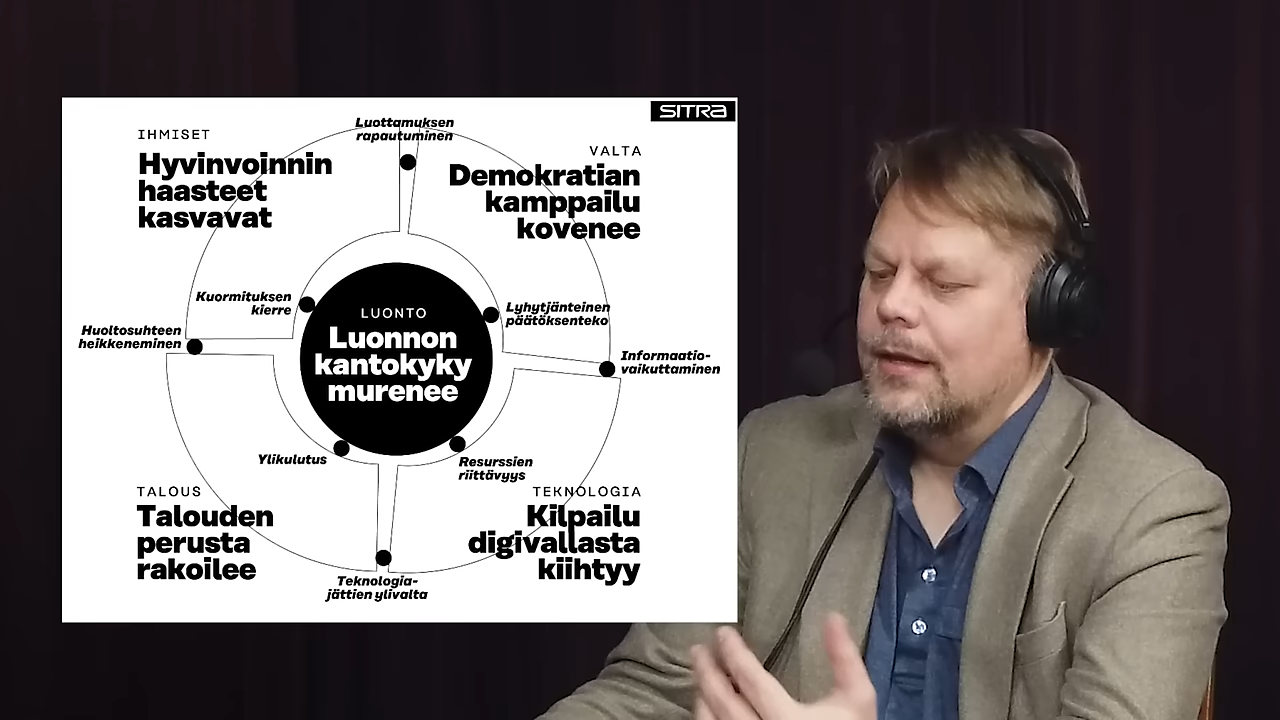 SITRA
IHMISET
Hyvinvoinnin
haasteet
kasvavat
Luottamuksen
rapautuminen
VALTA
Demokratian
kamppailu
kovenee
Kuormituksen
kierre
Lyhytjänteinen
päätöksenteko
Huoltosuhteen
heikkeneminen
LUONTO
Luonnon
kantokyky
murenee
Informaatio-
vaikuttaminen
Ylikulutus
Resurssien
riittävyys
TALOUS
Talouden
perusta
rakoilee
TEKNOLOGIA
Kilpailu
digivallasta
kiihtyy
Teknologia-
jättien ylivalta